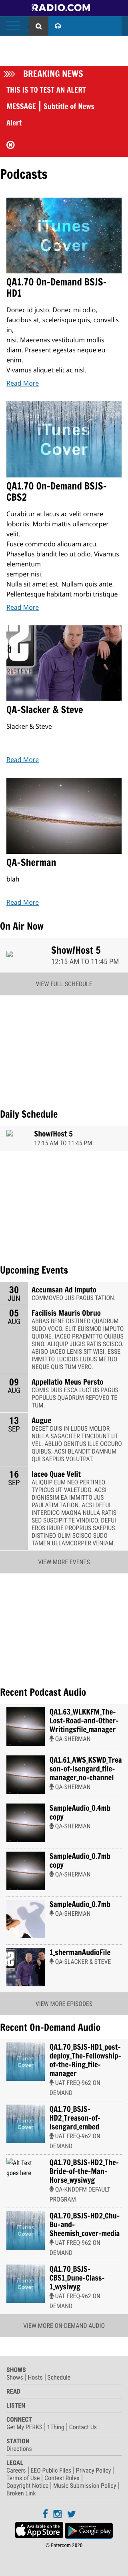 RADIO.COM
BREAKING NEWS
THIS IS TO TEST AN ALERT
MESSAGE | Subtitle of News
Alert
Podcasts
iTunes
Cover
QA1.70 On-Demand BSJS-
HD1
Donec id justo. Donec mi odio,
faucibus at, scelerisque quis, convallis
in,
nisi. Maecenas vestibulum mollis
diam. Praesent egestas neque eu
enim.
Vivamus aliquet elit ac nisl.
Read More
iTunes
Cover
QA1.70 On-Demand BSJS-
CBS2
Curabitur at lacus ac velit ornare
lobortis. Morbi mattis ullamcorper
velit.
Fusce commodo aliquam arcu.
Phasellus blandit leo ut odio. Vivamus
elementum
semper nisi.
Nulla sit amet est. Nullam quis ante.
Pellentesque habitant morbi tristique
Read More
QA-Slacker & Steve
Slacker & Steve
Read More
QA-Sherman
blah
Read More
On Air Now
Show/Host 5
12:15 AM TO 11:45 PM
VIEW FULL SCHEDULE
Daily Schedule
Show/Host 5
12:15 AM TO 11:45 PM
Upcoming Events
30
JUN
Accumsan Ad Imputo
COMMOVEO JUS PAGUS TATION.
05
AUG
Facilisis Mauris Obruo
ABBAS BENE DISTINEO QUADRUM
SUDO VICO. ELIT EUISMOD IMPUTO
QUIDNE. IACEO PRAEMITTO QUIBUS
SINO. ALIQUIP JUGIS RATIS SCISCO.
ABIGO ABICO LENIS SIT WISI. ESSE
IMMITTO LUCIDUS LUDUS METUO
NEQUE QUIS TUM VERO.
09
AUG
Appellatio Meus Persto
COMIS DUIS ESCA LUCTUS PAGUS
POPULUS QUADRUM REFOVEO TE
TUM.
13
SEP
Augue
DECET DUIS IN LUDUS MOLIOR
NULLA SAGACITER TINCIDUNT UT
VEL. ABLUO GENITUS ILLE OCCURO
QUIBUS. ACSI BLANDIT DAMNUM
QUI SAEPIUS VOLUTPAT.
16
SEP
Iaceo Quae Velit
ALIQUIP EUM NEO PERTINEO
TYPICUS UT VALETUDO. ACSI
DIGNISSIM EA IMMITTO JUS
PAULATIM TATION. ACSI DEFUI
INTERDICO MAGNA NULLA RATIS
SED SUSCIPIT TE VINDICO. DEFUI
EROS IRIURE PROPRIUS SAEPIUS.
DISTINEO OLIM SCISCO SUDO
TAMEN ULLAMCORPER VENIAM.
VIEW MORE EVENTS
Recent Podcast Audio
QA1.63_WLKKFM_The-
Lost-Road-and-Other-
Writingsfile_manager
QA-SHERMAN
QA1.61_AWS_KSWD_Trea
son-of-Isengard_file-
manager_no-channel
QA-SHERMAN
SampleAudio_0.4mb
copy
QA-SHERMAN
SampleAudio_0.7mb
copy
QA-SHERMAN
SampleAudio_0.7mb
QA-SHERMAN
1_shermanAudioFile
QA-SLACKER & STEVE
VIEW MORE EPISODES
Recent On-Demand Audio
QA1.70_BSJS-HD1_post-
deploy_The-Fellowship-
of-the-Ring_file-
manager
UAT FREQ-962 ON
DEMAND
QA1.70_BSJS-
HD2_Treason-of-
Isengard_embed
UAT FREQ-962 ON
DEMAND
Alt Text
goes here
QA1.70_BSJS-HD2_The-
Bride-of-the-Man-
Horse_wysiwyg
QA-KNDDFM DEFAULT
PROGRAM
QA1.70_BSJS-HD2_Chu-
Bu-and-
Sheemish_cover-media
UAT FREQ-962 ON
DEMAND
QA1.70_BSJS-
CBS1_Dune-Class-
1_wysiwyg
UAT FREQ-962 ON
DEMAND
VIEW MORE ON-DEMAND AUDIO
SHOWS
Shows | Hosts | Schedule
READ
LISTEN
CONNECT
Get My PERKS | 1Thing | Contact Us
STATION
Directions
LEGAL
Careers | EEO Public Files | Privacy Policy |
Terms of Use | Contest Rules |
Copyright Notice | Music Submission Policy |
Broken Link
Available on the
App Store
GET IT ON
Google Play
© Entercom 2020